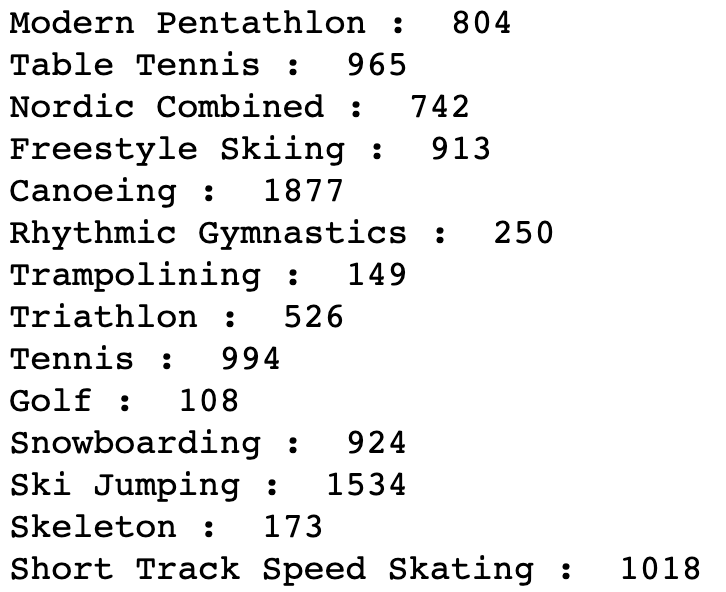 Modern Pentathlon :  804
Table Tennis :  965
Nordic Combined :  742
Freestyle Skiing :  913
Canoeing :  1877
Rhythmic Gymnastics :  250
Trampolining :  149
Triathlon :  526
Tennis :  994
Golf :  108
Snowboarding :  924
Ski Jumping :  1534
Skeleton :  173
Short Track Speed Skating :  1018